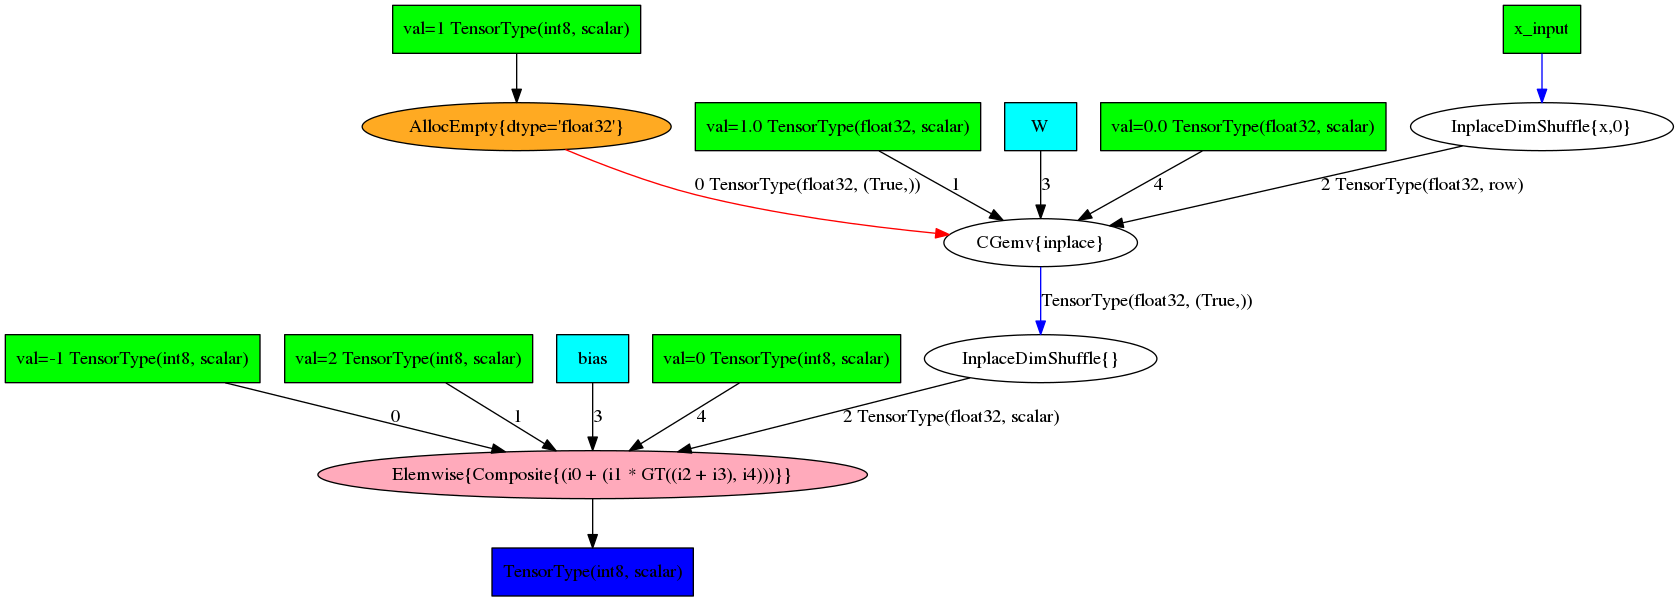 val=1 TensorType(int8, scalar)
x_input
AllocEmpty{dtype='float32'}
val=1.0 TensorType(float32, scalar)
W
val=0.0 TensorType(float32, scalar)
InplaceDimShuffle{x,0}
0 TensorType(float32, (True,))
1
3
4
2 TensorType(float32, row)
CGemv{inplace}
TensorType(float32, (True,))
val=-1 TensorType(int8, scalar)
val=2 TensorType(int8, scalar)
bias
val=0 TensorType(int8, scalar)
InplaceDimShuffle{}
0
1
3
4
2 TensorType(float32, scalar)
Elemwise{Composite{(i0 + (i1 * GT((i2 + i3), i4)))}}
TensorType(int8, scalar)